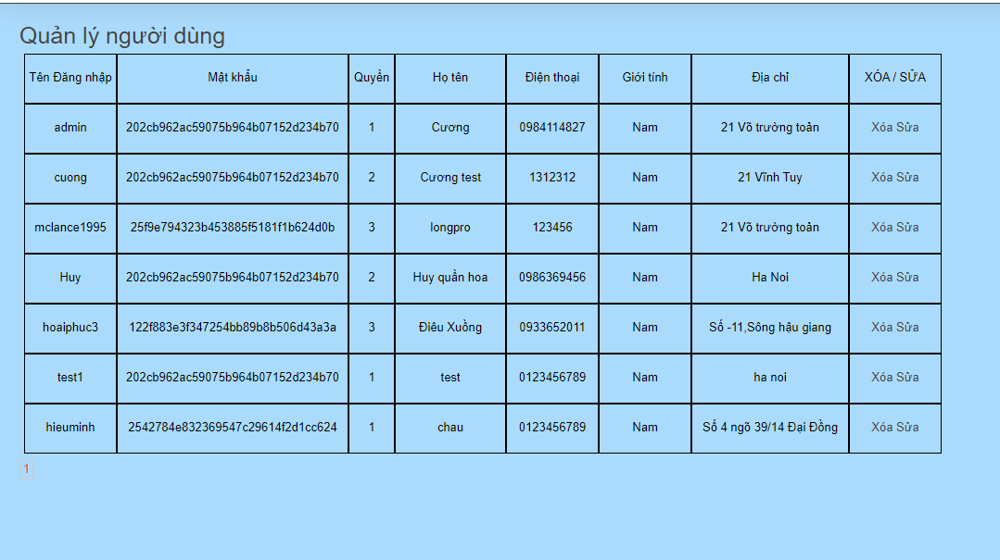 Quản lý người dùng
Tên Đăng nhập Mật khẩu Quyền Họ tên Điện thoại Giới tính Địa chỉ XÓA / SỬA
admin 202cb962ac59075b964b07152d234b70 1 Cương 0984114827 Nam 21 Võ trường toản Xóa Sửa
cuong 202cb962ac59075b964b07152d234b70 2 Cương test 1312312 Nam 21 Vĩnh Tuy Xóa Sửa
mclance1995 25f9e794323b453885f5181f1b624d0b 3 longpro 123456 Nam 21 Võ trường toản Xóa Sửa
Huy 202cb962ac59075b964b07152d234b70 2 Huy quần hoa 0986369456 Nam Ha Noi Xóa Sửa
hoaiphuc3 122f883e3f347254bb89b8b506d43a3a 3 Điêu Xuồng 0933652011 Nam Số -11,Sông hậu giang Xóa Sửa
test1 202cb962ac59075b964b07152d234b70 1 test 0123456789 Nam ha noi Xóa Sửa
hieuminh 2542784e832369547c29614f2d1cc624 1 chau 0123456789 Nam Số 4 ngõ 39/14 Đại Đồng Xóa Sửa
1